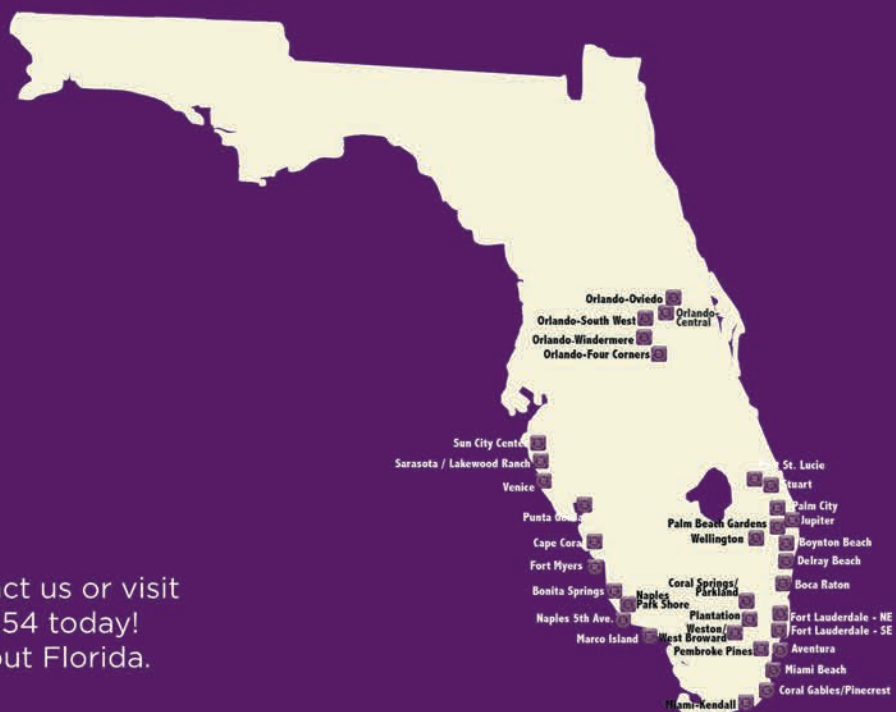 Orlando-Oviedo
Orlando-
Central
Orlando-South West
Orlando-Windermere
Orlando-Four Corners
Sun City Center
Sarasota / Lakewood Ranch
Venice
Punta Gorda
Cape Coral
Fort Myers
Bonita Springs
Naples
Park Shore
Naples 5th Ave.
Marco Island
St. Lucie
Stuart
Palm City
Jupiter
Palm Beach Gardens
Wellington
Boynton Beach
Delray Beach
Boca Raton
Coral Springs/
Parkland
Plantation
Weston/
West Broward
Pembroke Pines
Fort Lauderdale - NE
Fort Lauderdale - SE
Aventura
Miami Beach
Coral Gables/Pinecrest
Miami-Kendall
act us or visit
54 today!
out Florida.